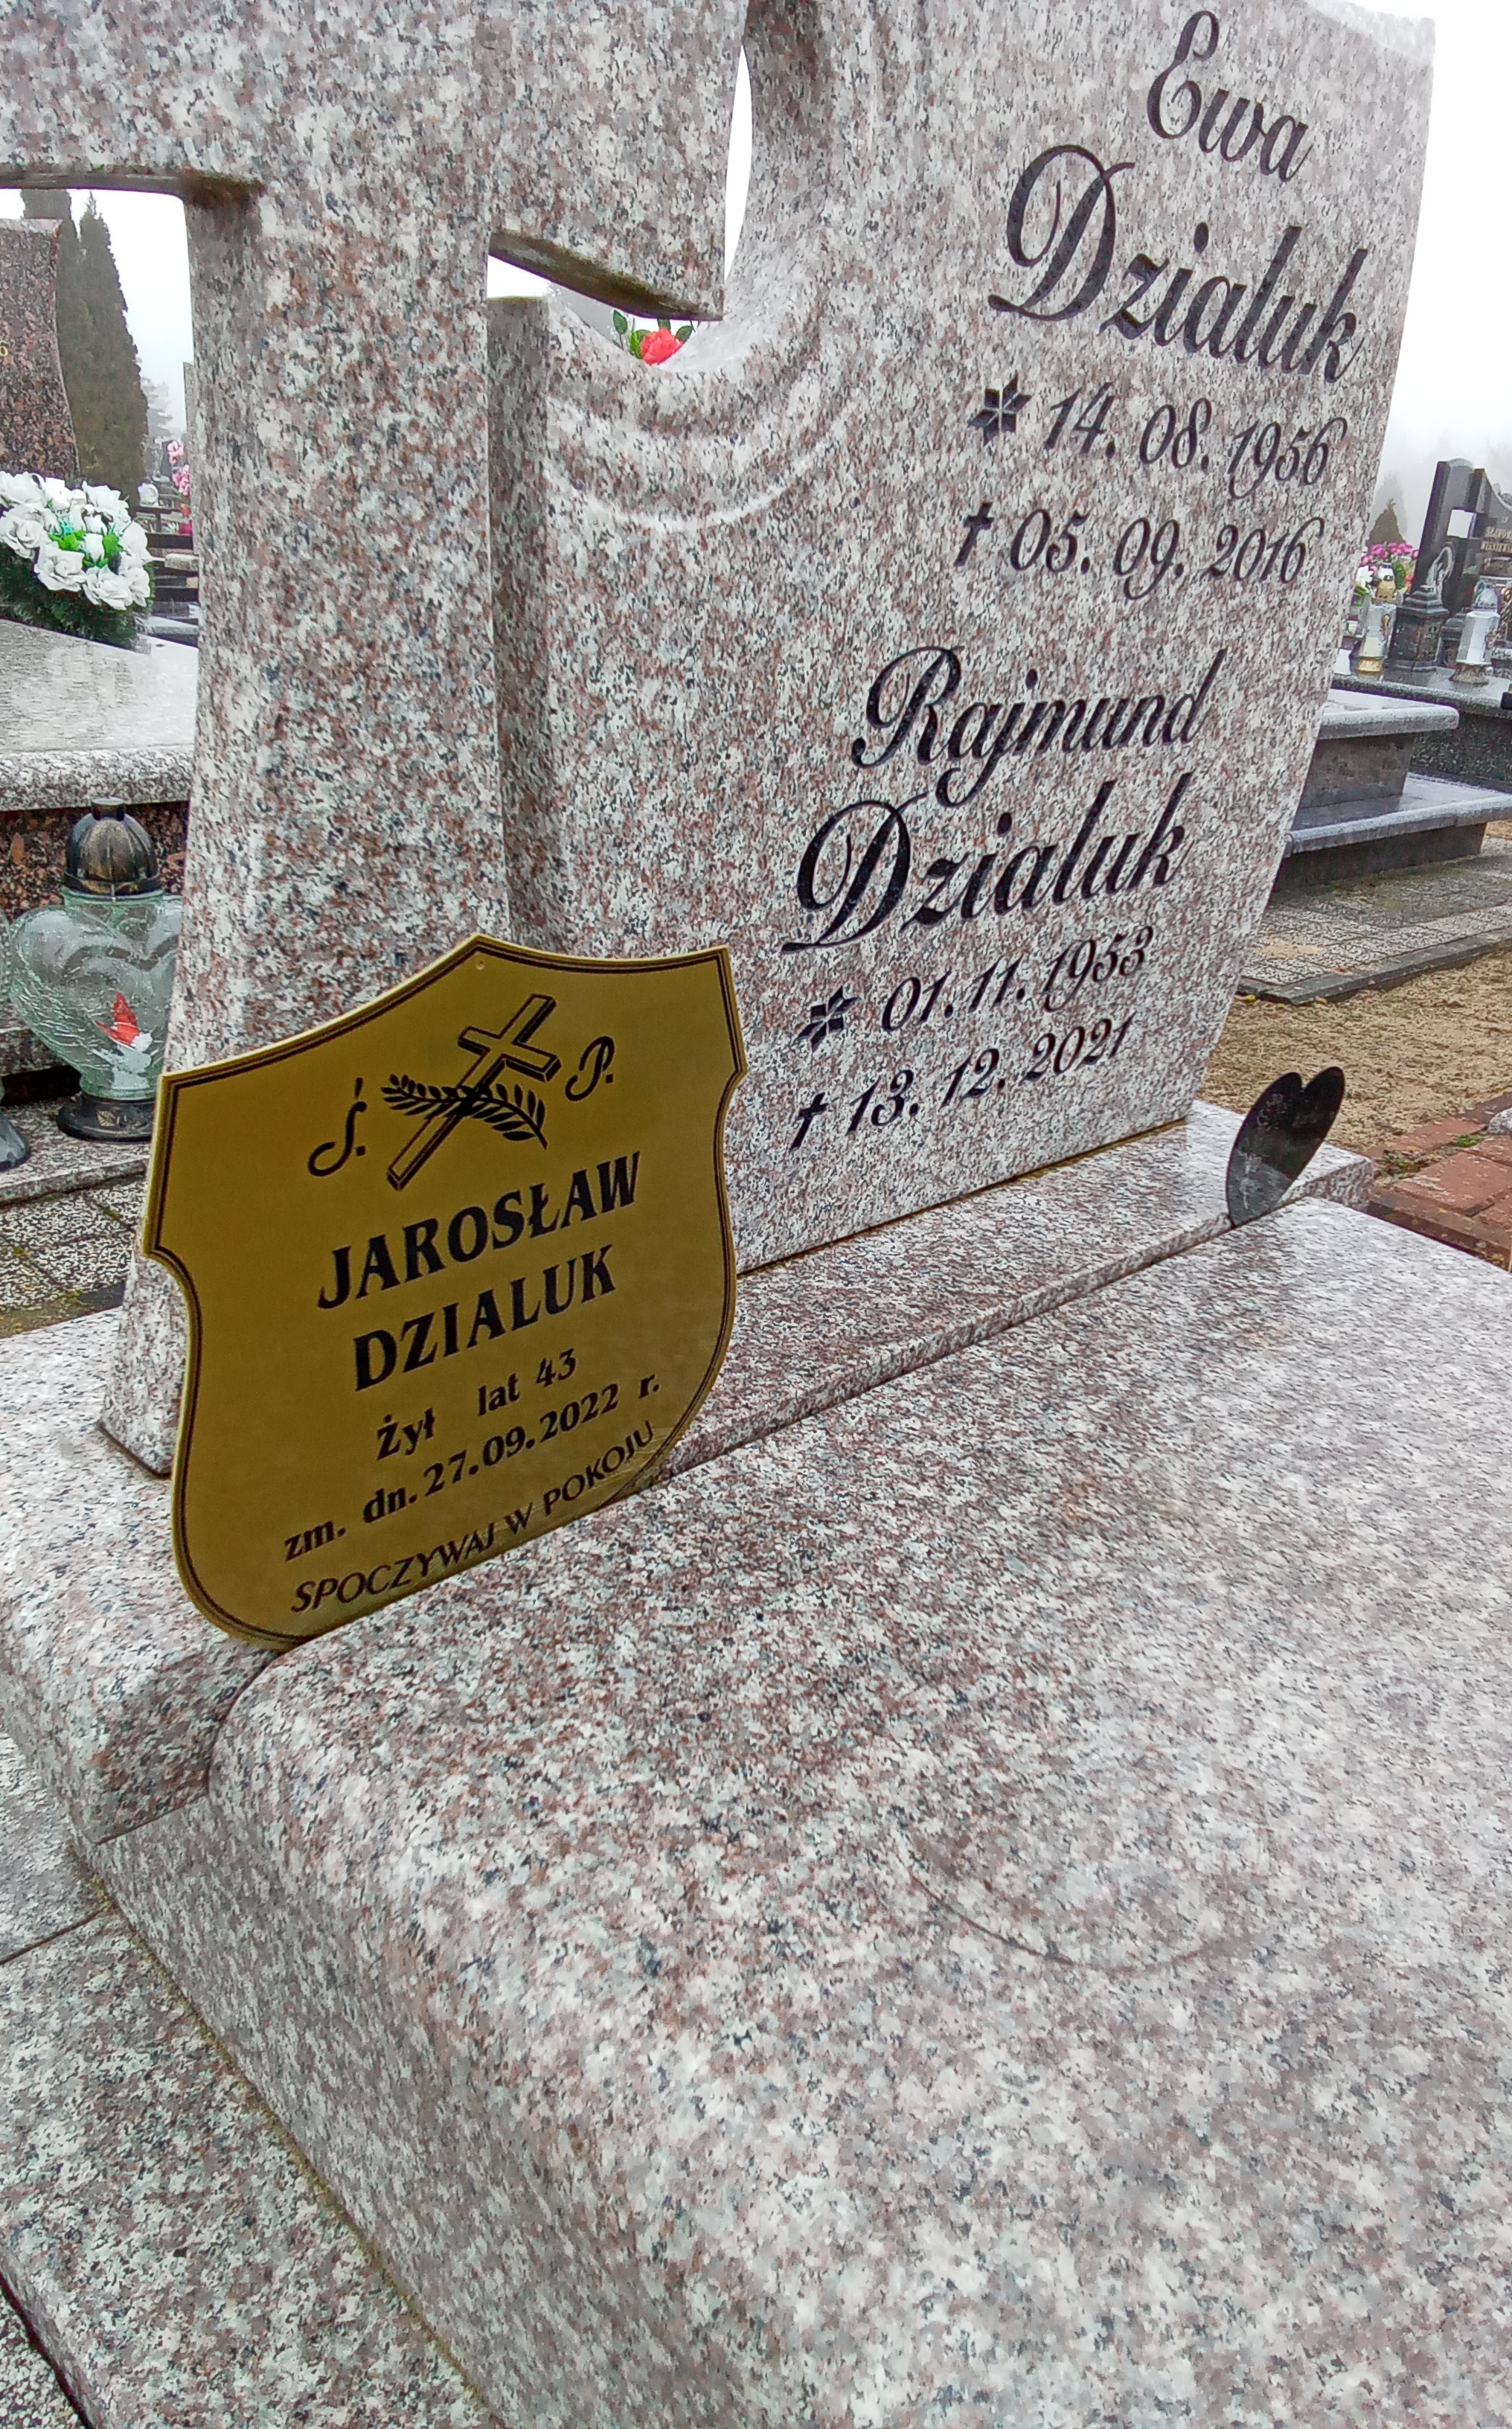 Ewa
Dzialuk
* 14. 08. 1956
† 05. 09. 2016
Rajmund
Dzialuk
* 01. 11. 1953
† 13. 12. 2021
Ś. P.
JAROSŁAW
DZIALUK
Żył lat 43
zm. dn. 27.09.2022 r.
SPOCZYWAJ W POKOJU